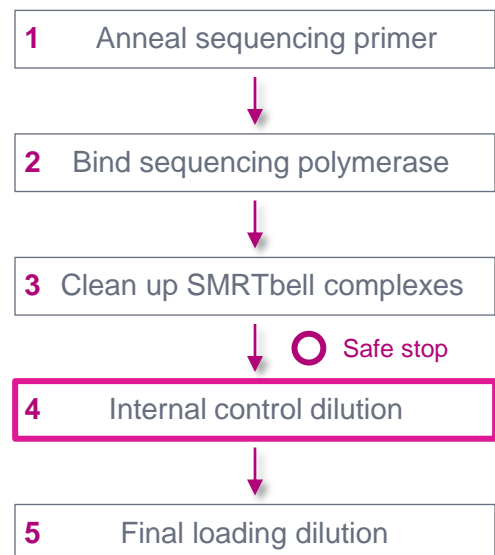 1 Anneal sequencing primer
2 Bind sequencing polymerase
3 Clean up SMRTbell complexes
Safe stop
4 Internal control dilution
5 Final loading dilution